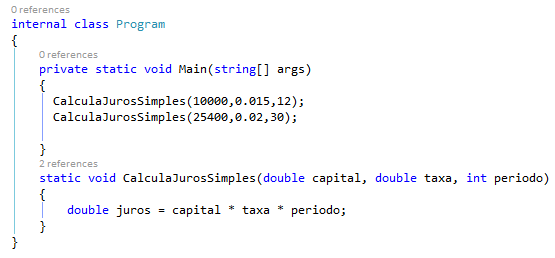 0 references
internal class Program
{
0 references
private static void Main(string[] args)
{
CalculaJurosSimples(10000,0.015,12);
CalculaJurosSimples(25400,0.02,30);
}
2 references
static void CalculaJurosSimples(double capital, double taxa, int periodo)
{
double juros = capital * taxa * periodo;
}
}